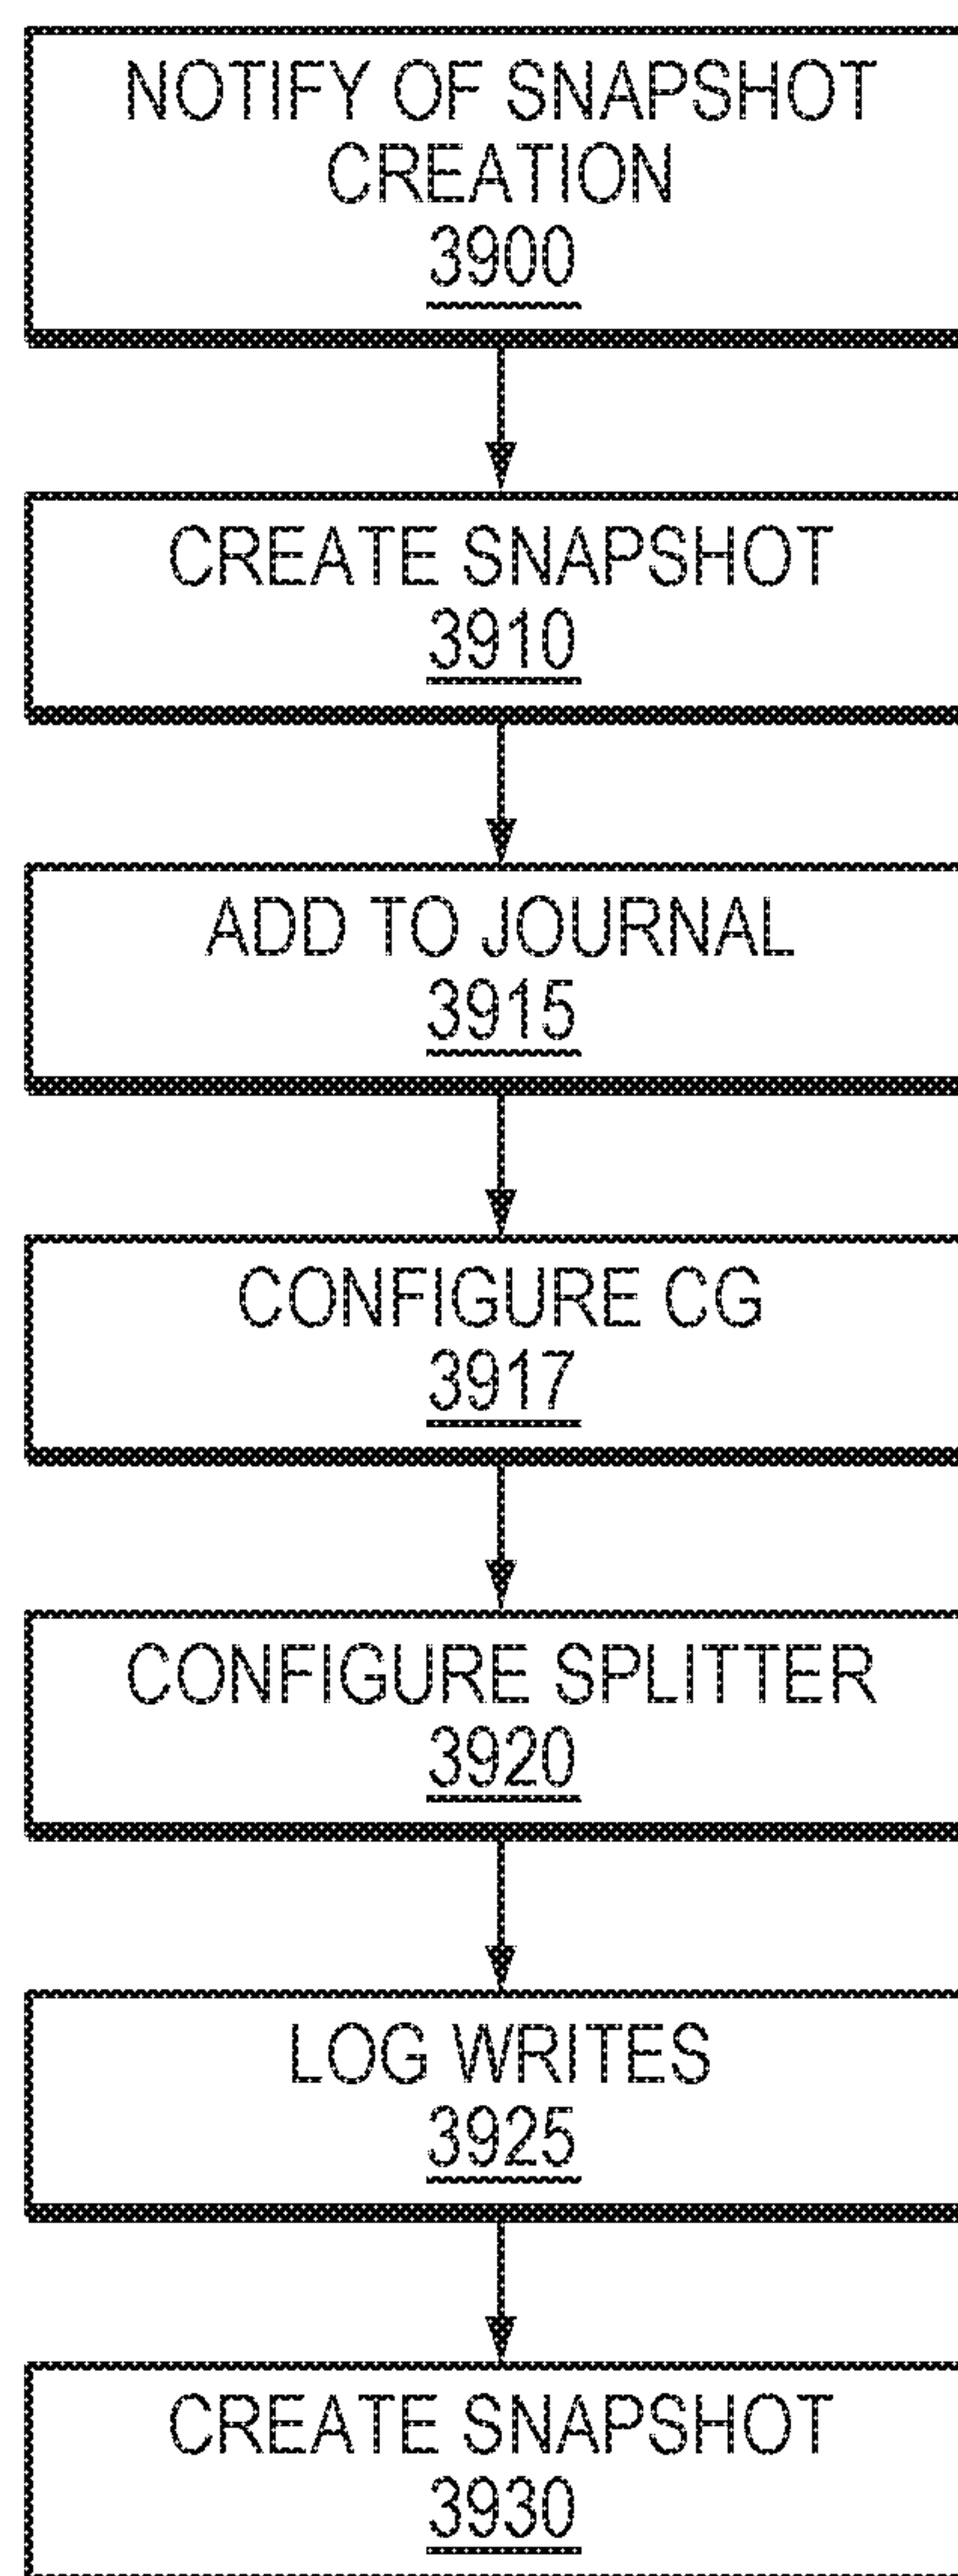 NOTIFY OF SNAPSHOT
CREATION
3900
CREATE SNAPSHOT
3910
ADD TO JOURNAL
3915
CONFIGURE CG
3917
CONFIGURE SPLITTER
3920
LOG WRITES
3925
CREATE SNAPSHOT
3930